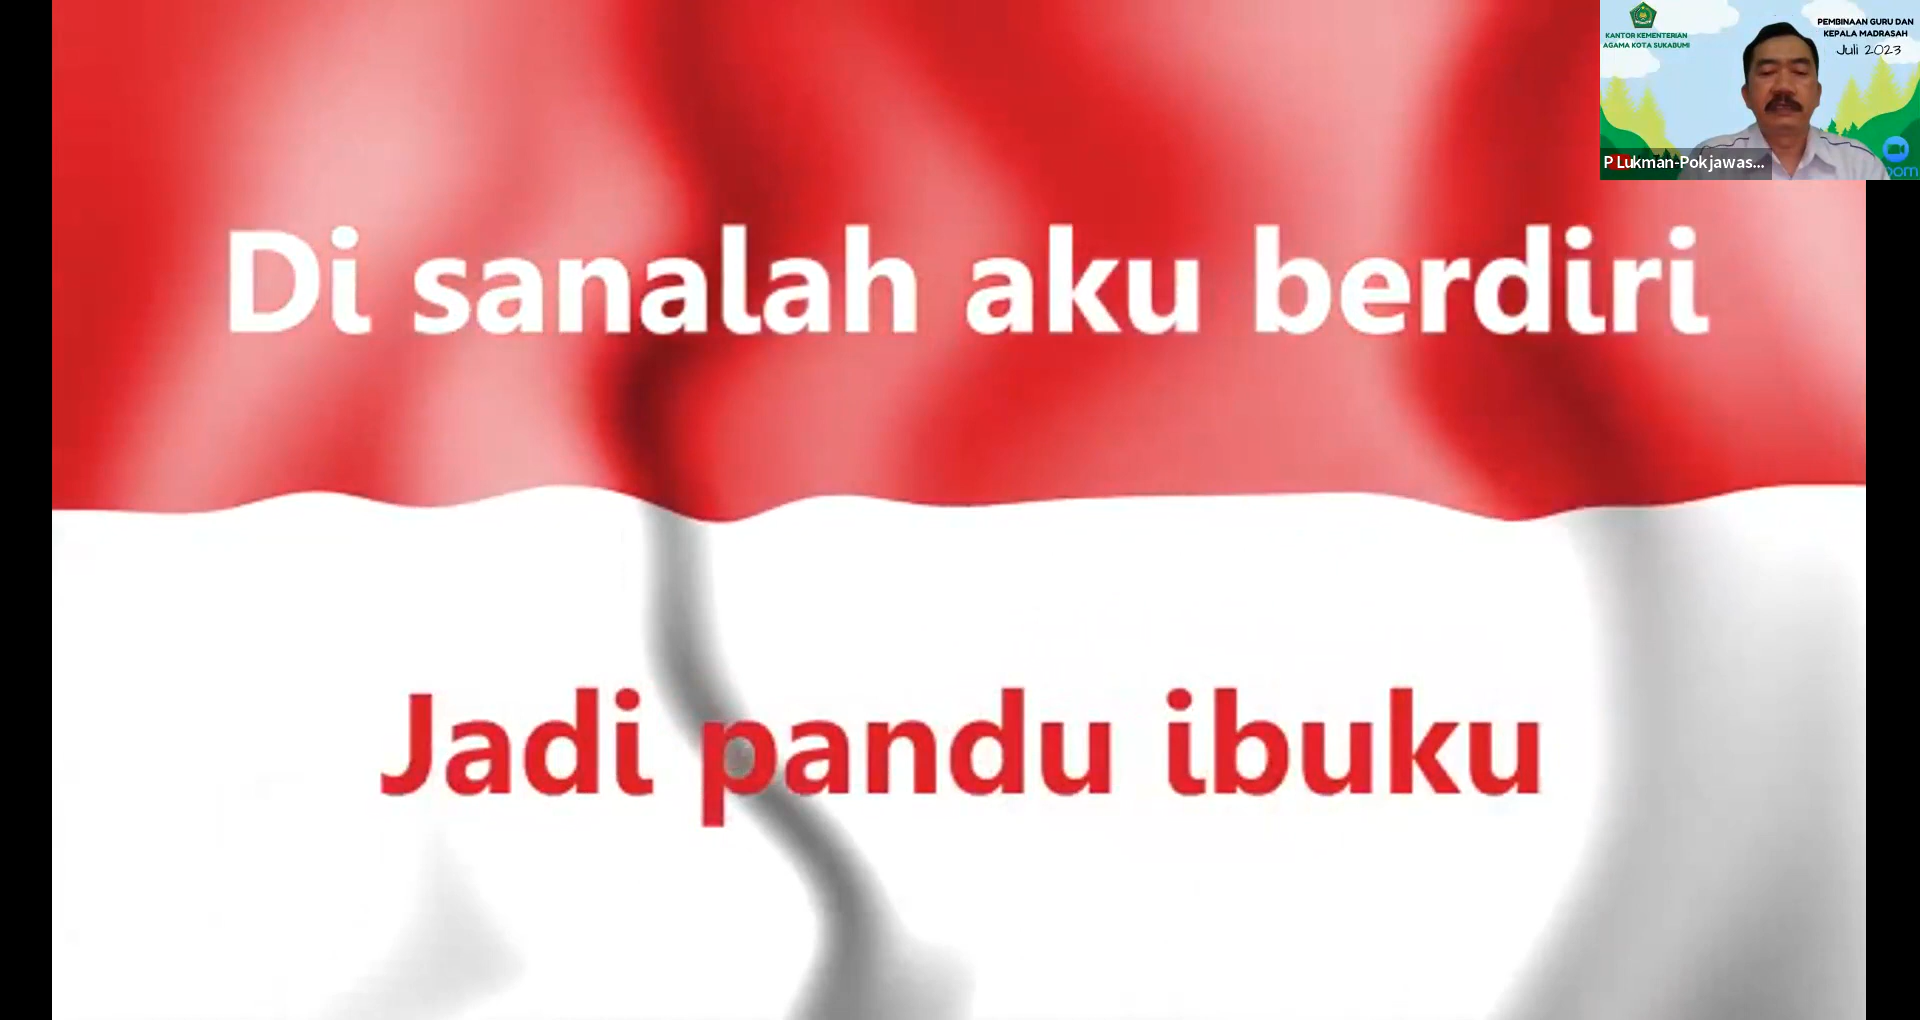 Di sanalah aku berdiri
Jadi pandu ibuku
KANTOR KEMENTERIAN
AGAMA KOTA SUKABUMI
PEMBINAAN GURU DAN
KEPALA MADRASAH
Juli 2023
P Lukman-Pokjawas...
oom